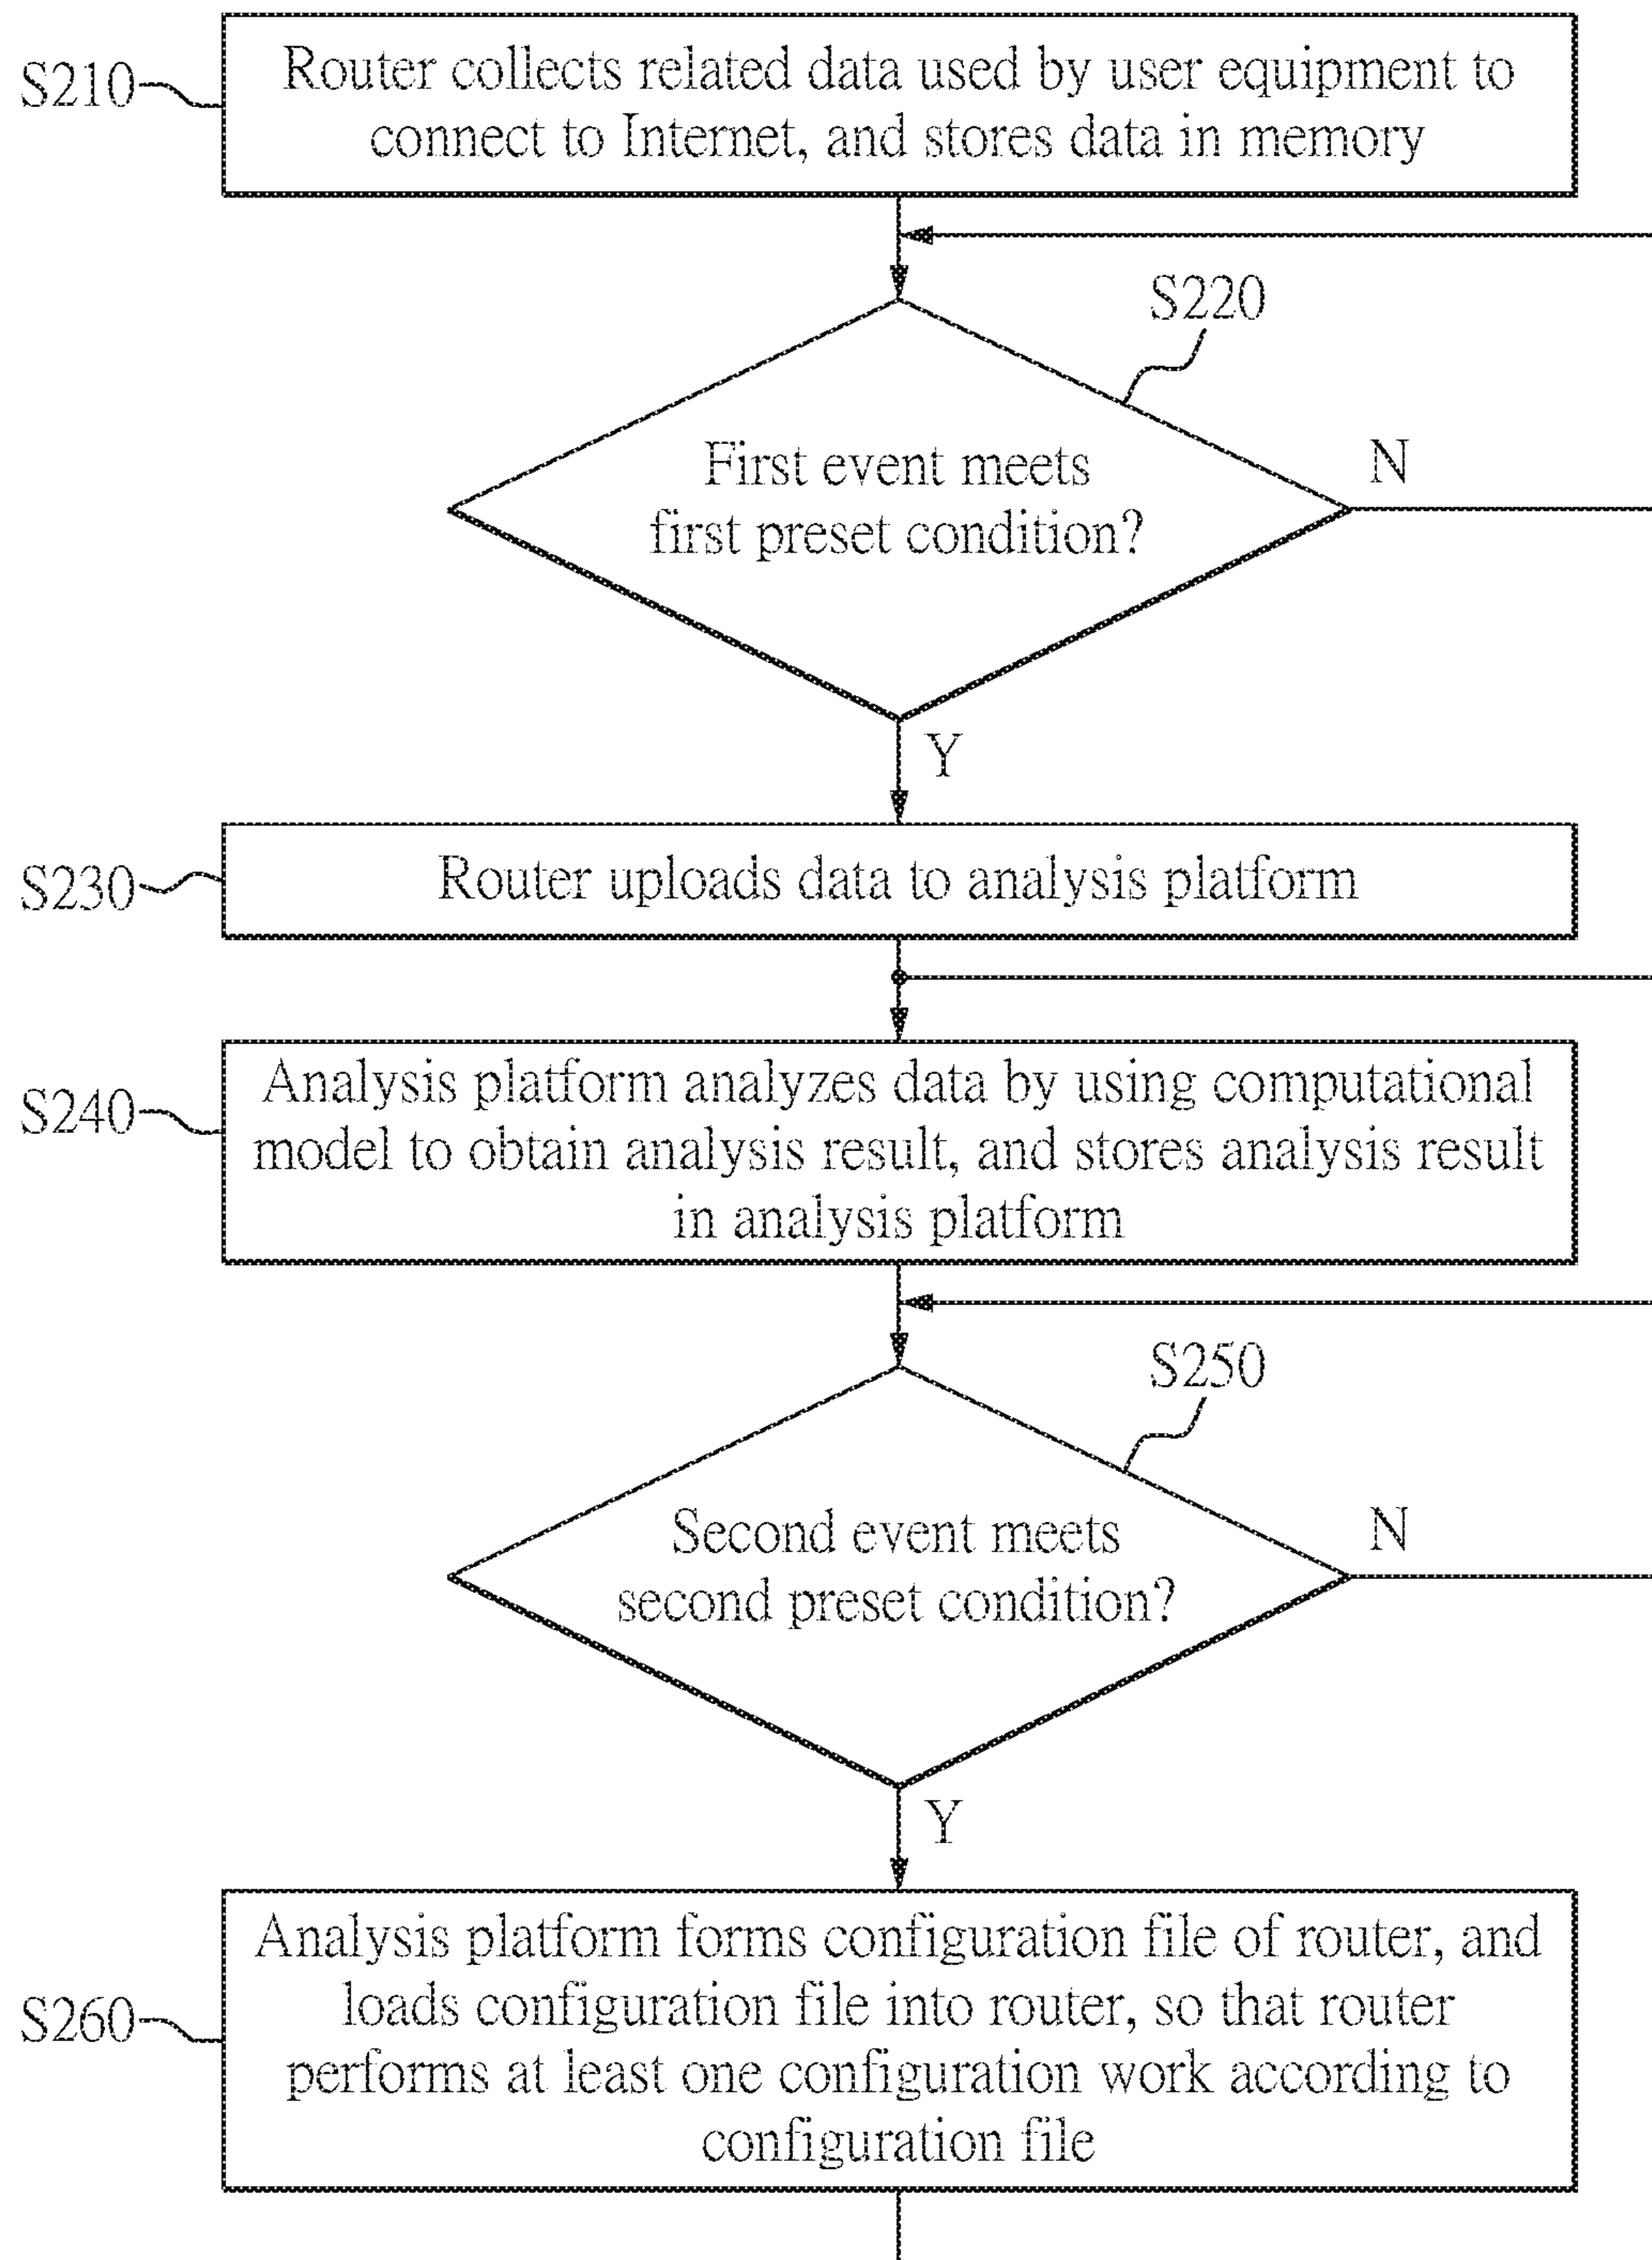 S210
Router collects related data used by user equipment to
connect to Internet, and stores data in memory
S220
First event meets
first preset condition?
N
Y
S230
Router uploads data to analysis platform
S240
Analysis platform analyzes data by using computational
model to obtain analysis result, and stores analysis result
in analysis platform
S250
Second event meets
second preset condition?
N
Y
S260
Analysis platform forms configuration file of router, and
loads configuration file into router, so that router
performs at least one configuration work according to
configuration file